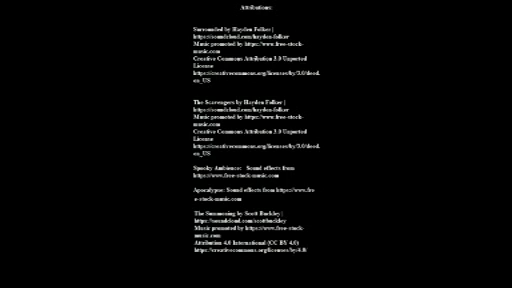 Attributions:
Surrounded by Hayden Folker |
https://soundcloud.com/hayden-folker
Music promoted by https://www.free-stock-
music.com
Creative Commons Attribution 3.0 Unported
License
https://creativecommons.org/licenses/by/3.0/deed.
en_US
The Scavengers by Hayden Folker |
https://soundcloud.com/hayden-folker
Music promoted by https://www.free-stock-
music.com
Creative Commons Attribution 3.0 Unported
License
https://creativecommons.org/licenses/by/3.0/deed.
en_US
Spooky Ambience: Sound effects from
https://www.free-stock-music.com
Apocalypse: Sound effects from https://www.fre
e-stock-music.com
The Summoning by Scott Buckley |
https://soundcloud.com/scottbuckley
Music promoted by https://www.free-stock-
music.com
Attribution 4.0 International (CC BY 4.0)
https://creativecommons.org/licenses/by/4.0/